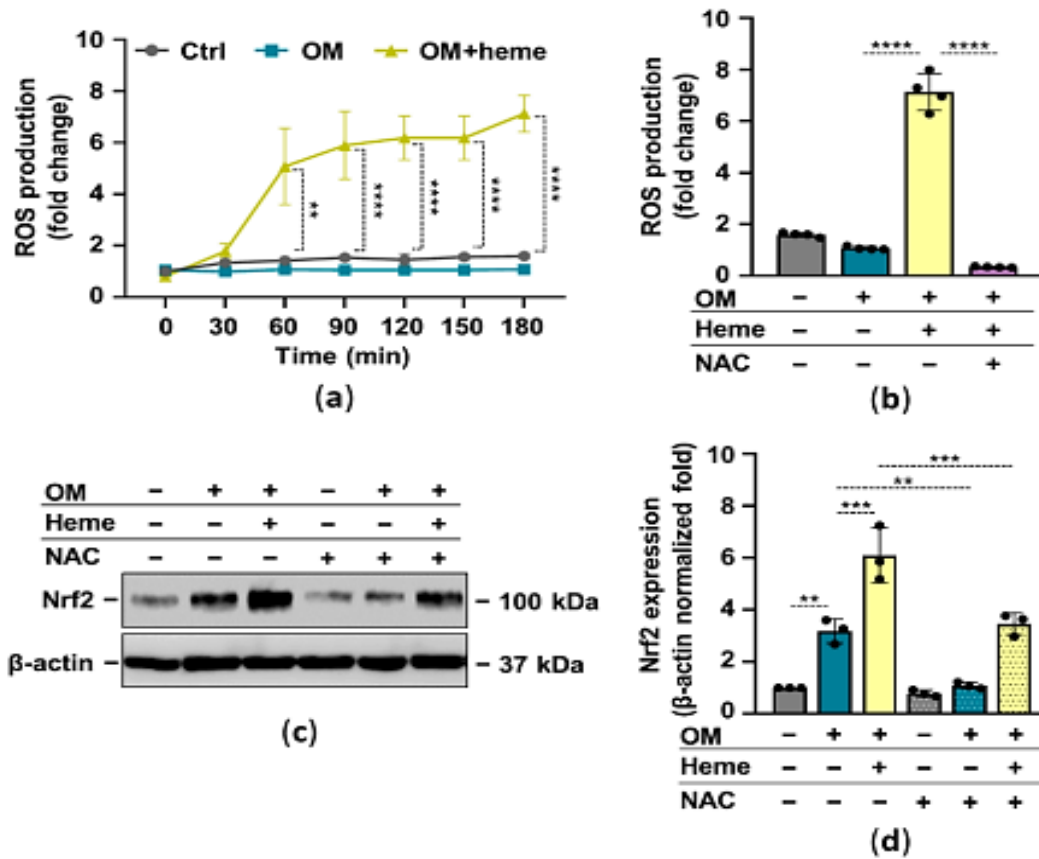 Ctrl OM OM+heme
ROS production
(fold change)
10
8
6
4
2
0
** **** **** **** ****
0 30 60 90 120 150 180
Time (min)
(a)
ROS production
(fold change)
10
8
6
4
2
0
**** ****
OM – + + +
Heme – – + +
NAC – – – +
(b)
OM – + + – + +
Heme – – + – – +
NAC – – – + + +
Nrf2 – – 100 kDa
β-actin – – 37 kDa
(c)
Nrf2 expression
(β-actin normalized fold)
10
8
6
4
2
0
***
**
***
**
OM – + + – + +
Heme – – + – – +
NAC – – – + + +
(d)